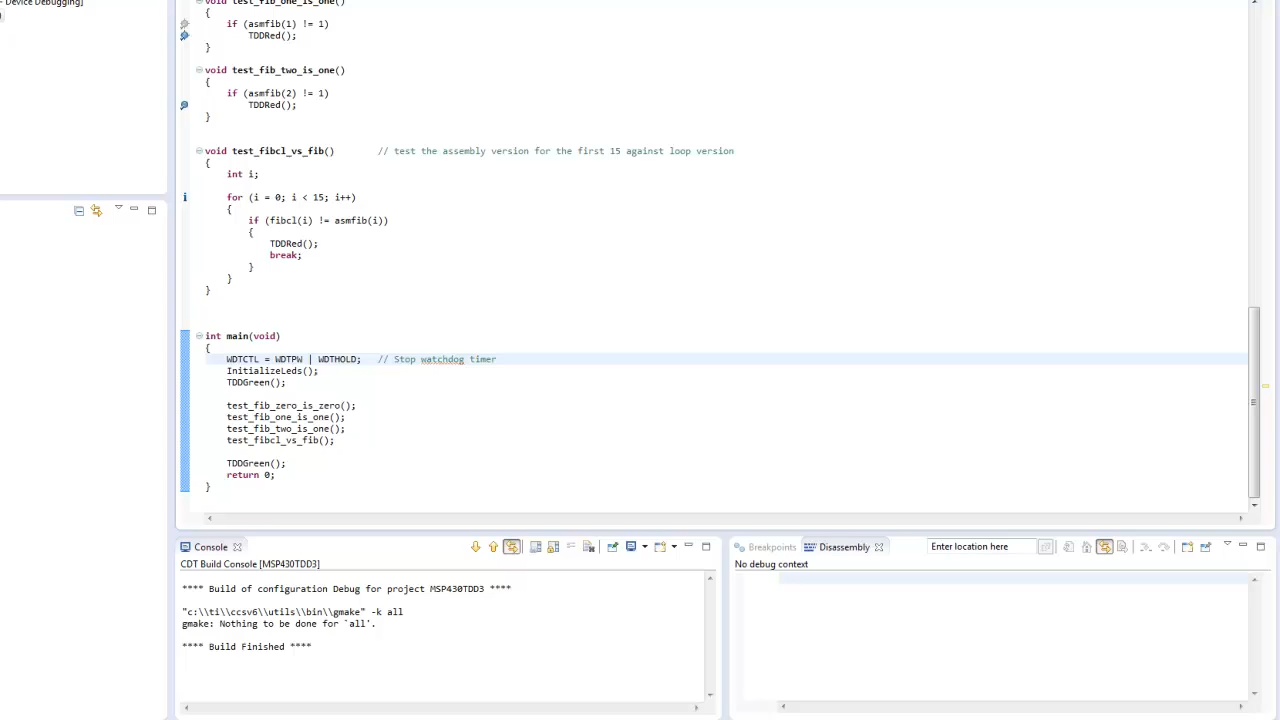 - Device Debugging]
void test_fib_one_is_one()
{
if (asmfib(1) != 1)
TDDRed();
}
void test_fib_two_is_one()
{
if (asmfib(2) != 1)
TDDRed();
}
void test_fibcl_vs_fib() // test the assembly version for the first 15 against loop version
{
int i;
for (i = 0; i < 15; i++)
{
if (fibcl(i) != asmfib(i))
{
TDDRed();
break;
}
}
}
int main(void)
{
WDTCTL = WDTPW | WDTHOLD; // Stop watchdog timer
InitializeLeds();
TDDGreen();
test_fib_zero_is_zero();
test_fib_one_is_one();
test_fib_two_is_one();
test_fibcl_vs_fib();
TDDGreen();
return 0;
}
Console
CDT Build Console [MSP430TDD3]
**** Build of configuration Debug for project MSP430TDD3 ****
"c:\\ti\\ccsv6\\utils\\bin\\gmake" -k all
gmake: Nothing to be done for `all'.
**** Build Finished ****
Breakpoints Disassembly Enter location here
No debug context